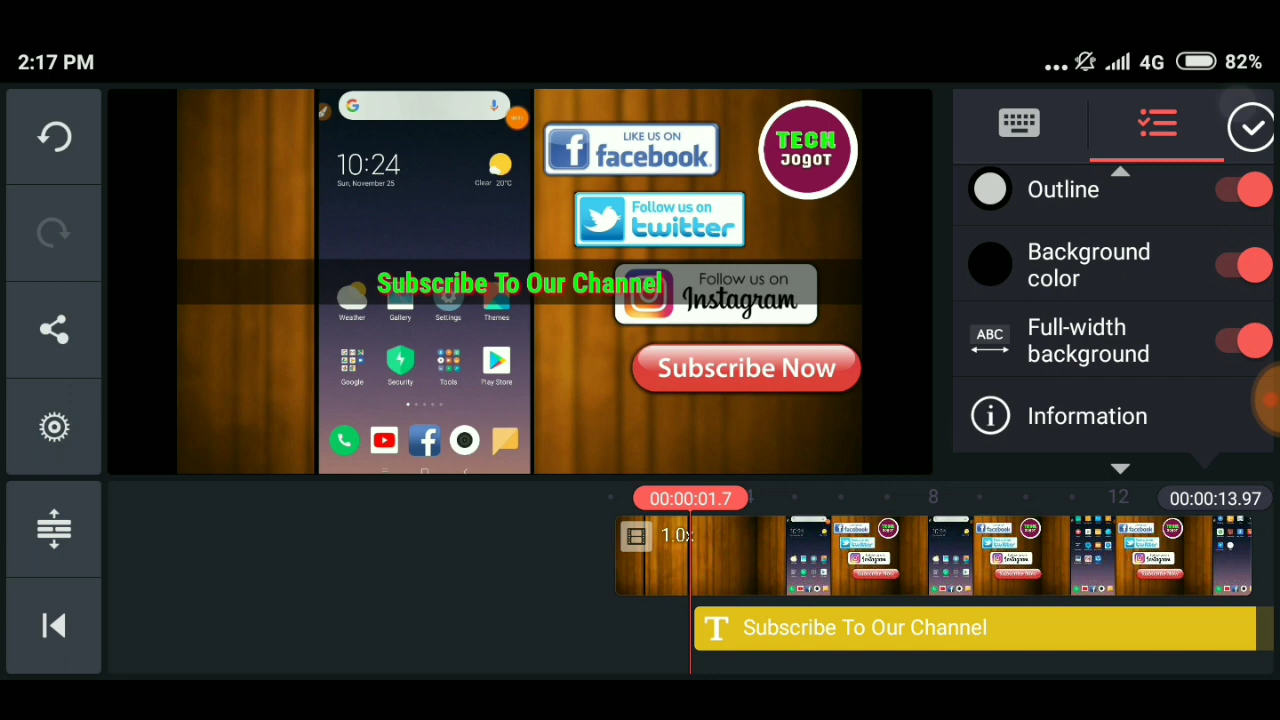 2:17 PM
4G
82%
10:24
Sun, November 25
Clear 20°C
LIKE US ON
facebook.
TECH
JOGOT
Follow us on
twitter
Subscribe To Our Channel
Follow us on
Instagram
Weather
Gallery
Settings
Themes
Google
Security
Tools
Play Store
Subscribe Now
Outline
Background
color
ABC
Full-width
background
Information
00:00:01.7
4
8
12
00:00:13.97
1.0x
T Subscribe To Our Channel